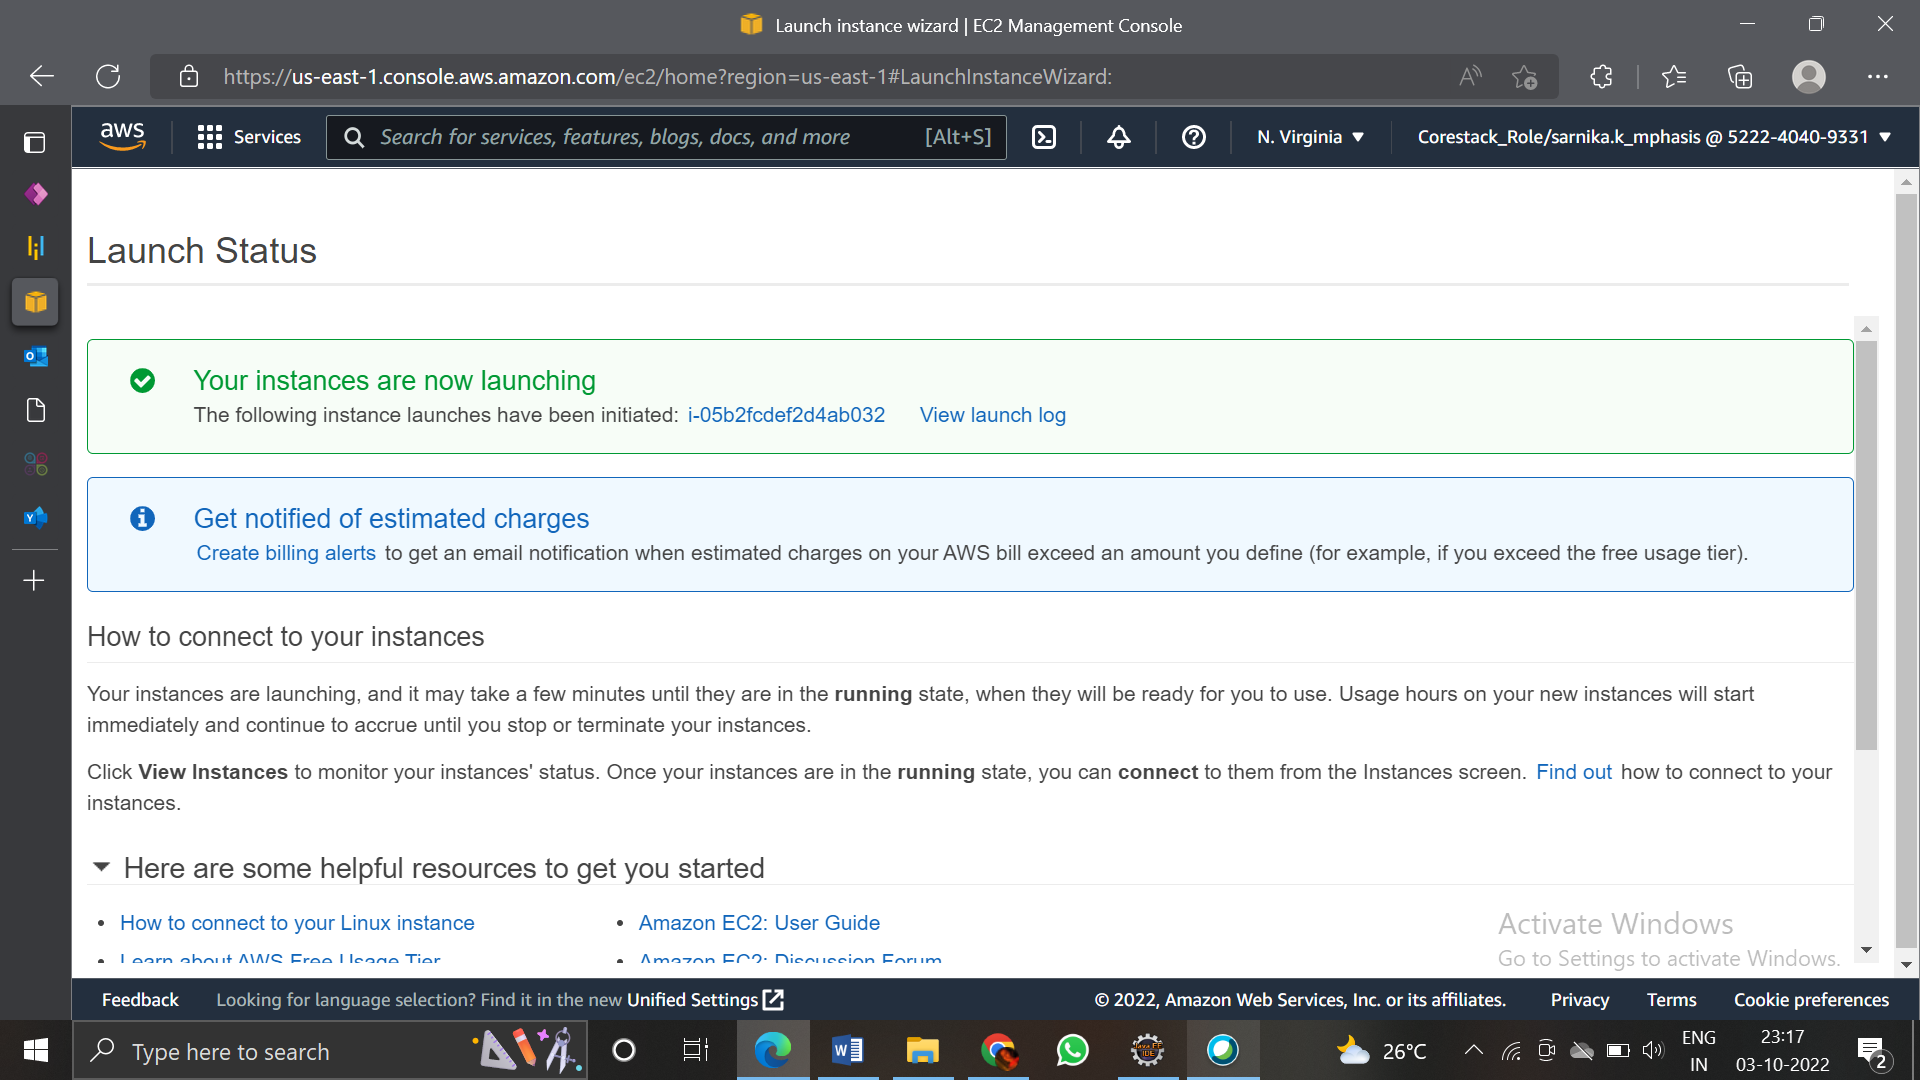 Launch instance wizard | EC2 Management Console
https://us-east-1.console.aws.amazon.com/ec2/home?region=us-east-1#LaunchInstanceWizard:
aws
Services
Search for services, features, blogs, docs, and more
[Alt+S]
N. Virginia
Corestack_Role/sarnika.k_mphasis @ 5222-4040-9331
Launch Status
Your instances are now launching
The following instance launches have been initiated: i-05b2fcdef2d4ab032 View launch log
Get notified of estimated charges
Create billing alerts to get an email notification when estimated charges on your AWS bill exceed an amount you define (for example, if you exceed the free usage tier).
How to connect to your instances
Your instances are launching, and it may take a few minutes until they are in the running state, when they will be ready for you to use. Usage hours on your new instances will start
immediately and continue to accrue until you stop or terminate your instances.
Click View Instances to monitor your instances' status. Once your instances are in the running state, you can connect to them from the Instances screen. Find out how to connect to your
instances.
Here are some helpful resources to get you started
• How to connect to your Linux instance
• Amazon EC2: User Guide
• Learn about AWS Free Usage Tier
• Amazon EC2: Discussion Forum
Activate Windows
Go to Settings to activate Windows.
Feedback
Looking for language selection? Find it in the new Unified Settings
© 2022, Amazon Web Services, Inc. or its affiliates.
Privacy
Terms
Cookie preferences
Type here to search
26°C
ENG
IN
23:17
03-10-2022
2